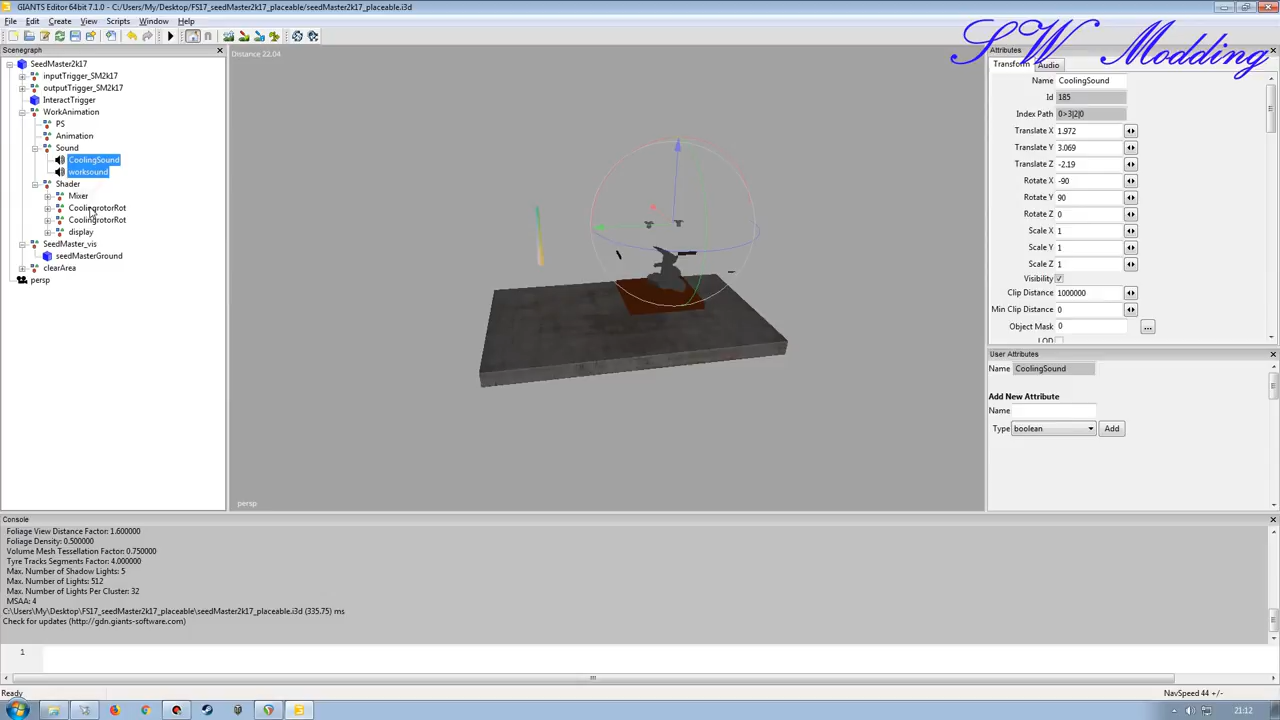 GIANTS Editor 64bit 7.1.0 - C:/Users/My/Desktop/FS17_seedMaster2k17_placeable/seedMaster2k17_placeable.i3d
File Edit Create View Scripts Window Help
SW Modding
Scenegraph
SeedMaster2k17
inputTrigger_SM2k17
outputTrigger_SM2k17
InteractTrigger
WorkAnimation
PS
Animation
Sound
CoolingSound
worksound
Shader
Mixer
CoolingrotorRot
CoolingrotorRot
display
SeedMaster_vis
seedMasterGround
clearArea
persp
Distance 22.04
persp
Attributes
Transform Audio
Name CoolingSound
Id 185
Index Path 0>3|2|0
Translate X 1.972
Translate Y 3.069
Translate Z -2.19
Rotate X -90
Rotate Y 90
Rotate Z 0
Scale X 1
Scale Y 1
Scale Z 1
Visibility
Clip Distance 1000000
Min Clip Distance 0
Object Mask 0 ...
LOD
User Attributes
Name CoolingSound
Add New Attribute
Name
Type boolean Add
Console
Foliage View Distance Factor: 1.600000
Foliage Density: 0.500000
Volume Mesh Tessellation Factor: 0.750000
Tyre Tracks Segments Factor: 4.000000
Max. Number of Shadow Lights: 5
Max. Number of Lights: 512
Max. Number of Lights Per Cluster: 32
MSAA: 4
C:\Users\My\Desktop\FS17_seedMaster2k17_placeable\seedMaster2k17_placeable.i3d (335.75) ms
Check for updates (http://gdn.giants-software.com)
1
Ready
NavSpeed 44 +/-
21:12